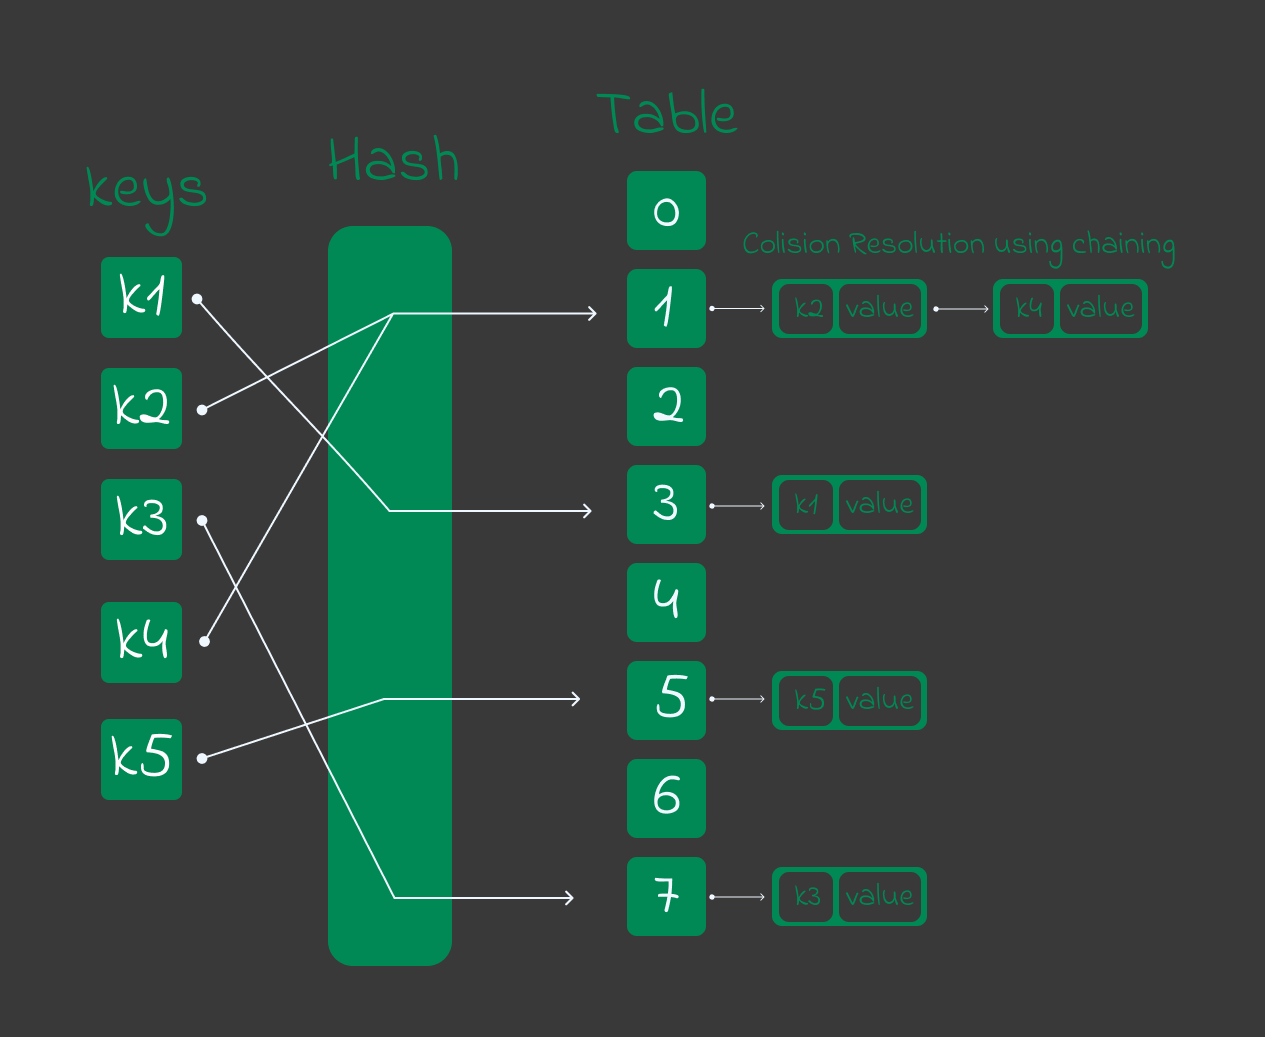 Table
Hash
keys
0
Colision Resolution using chaining
k1
1
k2 value
k4 value
k2
2
k3
3
k1 value
k4
4
k5
5
k5 value
6
7
k3 value